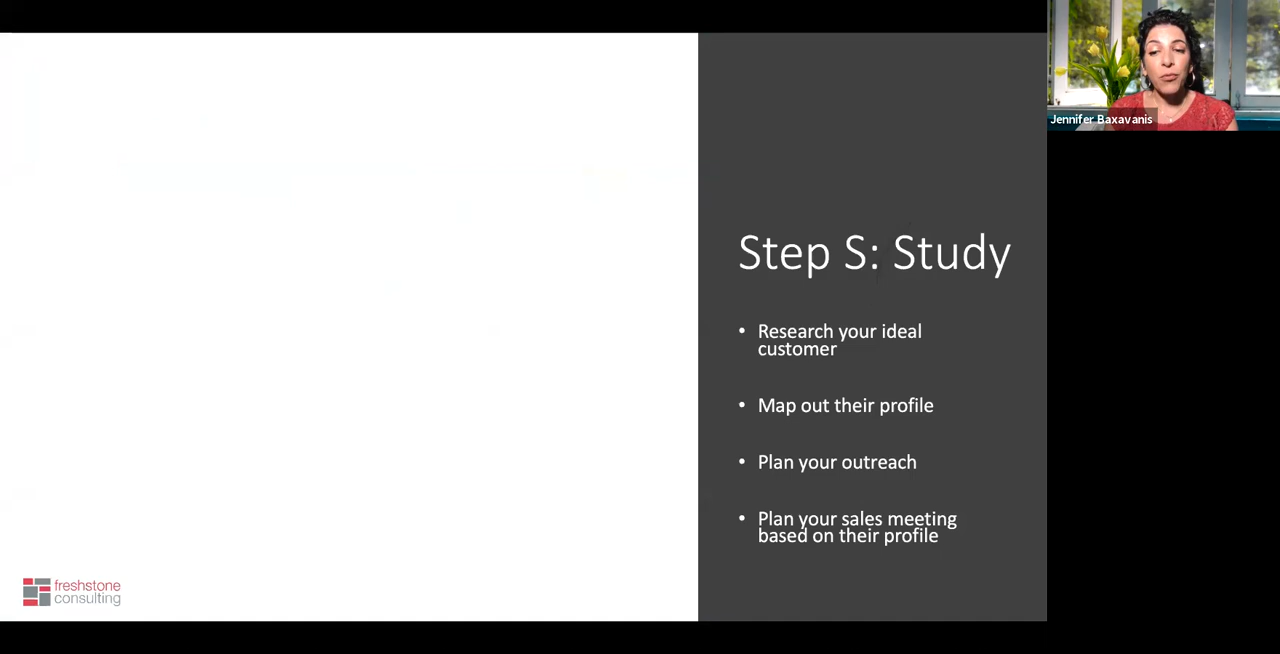 Jennifer Baxavanis
Step S: Study
• Research your ideal
customer
• Map out their profile
• Plan your outreach
• Plan your sales meeting
based on their profile
freshstone
consulting